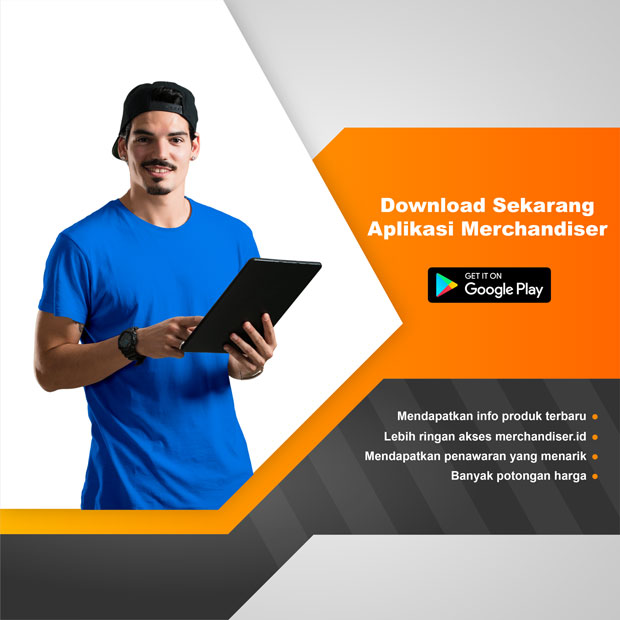 Download Sekarang
Aplikasi Merchandiser
GET IT ON
Google Play
Mendapatkan info produk terbaru
Lebih ringan akses merchandiser.id
Mendapatkan penawaran yang menarik
Banyak potongan harga